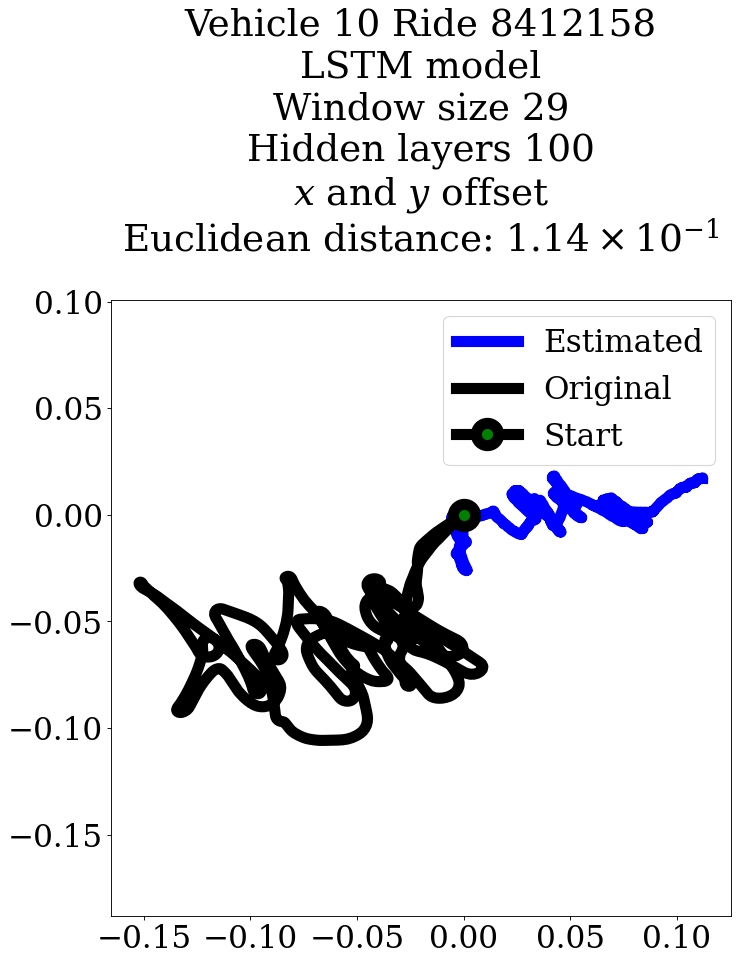 Vehicle 10 Ride 8412158
LSTM model
Window size 29
Hidden layers 100
x and y offset
Euclidean distance: 1.14 × 10⁻¹
Estimated
Original
Start
0.10
0.05
0.00
−0.05
−0.10
−0.15
−0.15 −0.10 −0.05 0.00 0.05 0.10